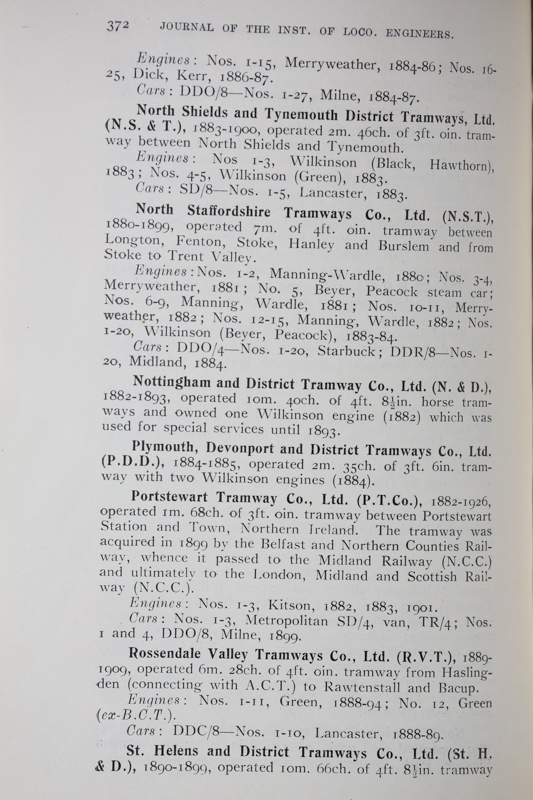 372 JOURNAL OF THE INST. OF LOCO. ENGINEERS.
Engines: Nos. 1-15, Merryweather, 1884-86; Nos. 16-
25, Dick, Kerr, 1886-87.
Cars: DDO/8—Nos. 1-27, Milne, 1884-87.
North Shields and Tynemouth District Tramways, Ltd.
(N.S. & T.), 1883-1900, operated 2m. 46ch. of 3ft. 0in. tram-
way between North Shields and Tynemouth.
Engines: Nos 1-3, Wilkinson (Black, Hawthorn),
1883; Nos. 4-5, Wilkinson (Green), 1883.
Cars: SD/8—Nos. 1-5, Lancaster, 1883.
North Staffordshire Tramways Co., Ltd. (N.S.T.),
1880-1899, operated 7m. of 4ft. 0in. tramway between
Longton, Fenton, Stoke, Hanley and Burslem and from
Stoke to Trent Valley.
Engines: Nos. 1-2, Manning-Wardle, 1880; Nos. 3-4,
Merryweather, 1881; No. 5, Beyer, Peacock steam car;
Nos. 6-9, Manning, Wardle, 1881; Nos. 10-11, Merry-
weather, 1882; Nos. 12-15, Manning, Wardle, 1882; Nos.
1-20, Wilkinson (Beyer, Peacock), 1883-84.
Cars: DDO/4—Nos. 1-20, Starbuck; DDR/8—Nos. 1-
20, Midland, 1884.
Nottingham and District Tramway Co., Ltd. (N. & D.),
1882-1893, operated 10m. 40ch. of 4ft. 8½in. horse tram-
ways and owned one Wilkinson engine (1882) which was
used for special services until 1893.
Plymouth, Devonport and District Tramways Co., Ltd.
(P.D.D.), 1884-1885, operated 2m. 35ch. of 3ft. 6in. tram-
way with two Wilkinson engines (1884).
Portstewart Tramway Co., Ltd. (P.T.Co.), 1882-1926,
operated 1m. 68ch. of 3ft. 0in. tramway between Portstewart
Station and Town, Northern Ireland. The tramway was
acquired in 1899 by the Belfast and Northern Counties Rail-
way, whence it passed to the Midland Railway (N.C.C.)
and ultimately to the London, Midland and Scottish Rail-
way (N.C.C.).
Engines: Nos. 1-3, Kitson, 1882, 1883, 1901.
Cars: Nos. 1-3, Metropolitan SD/4, van, TR/4; Nos.
1 and 4, DDO/8, Milne, 1899.
Rossendale Valley Tramways Co., Ltd. (R.V.T.), 1889-
1909, operated 6m. 28ch. of 4ft. 0in. tramway from Hasling-
den (connecting with A.C.T.) to Rawtenstall and Bacup.
Engines: Nos. 1-11, Green, 1888-94; No. 12, Green
(ex-B.C.T.).
Cars: DDC/8—Nos. 1-10, Lancaster, 1888-89.
St. Helens and District Tramways Co., Ltd. (St. H.
& D.), 1890-1899, operated 10m. 66ch. of 4ft. 8½in. tramway